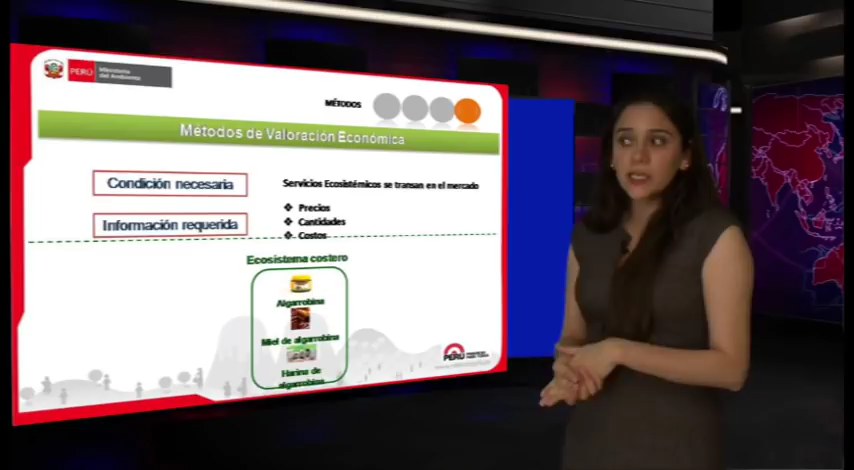 PERÚ
Ministerio
del Ambiente
MÉTODOS
Métodos de Valoración Económica
Condición necesaria
Servicios Ecosistémicos se transan en el mercado
Información requerida
❖ Precios
❖ Cantidades
❖ Costos
Ecosistema costero
Algarrobina
Miel de algarrobina
Harina de
algarrobina
PERÚ